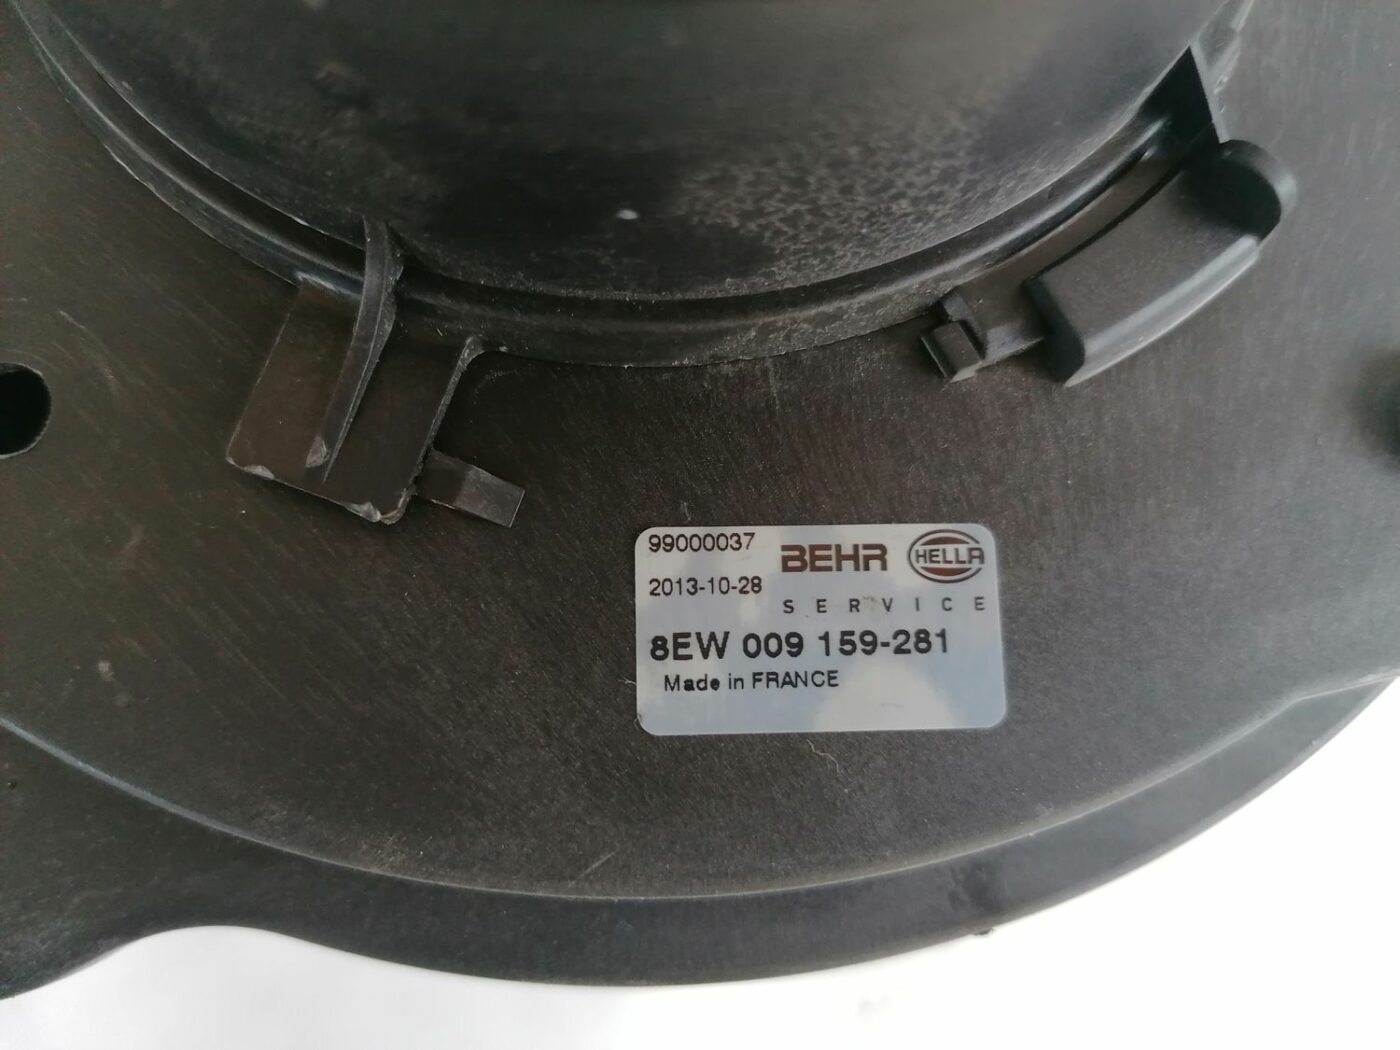 99000037 BEHR HELLA
2013-10-28 SERVICE
8EW 009 159-281
Made in FRANCE